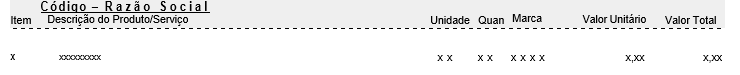 Código – Razão Social
Item Descrição do Produto/Serviço Unidade Quan Marca Valor Unitário Valor Total
x xxxxxxxxx x x x x x x x x x,xx x,xx